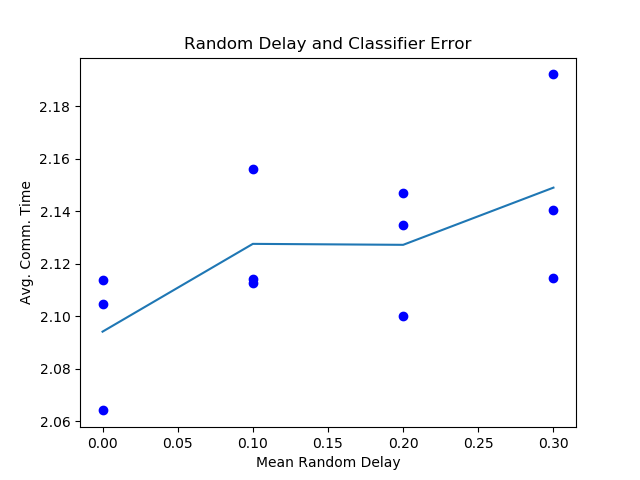 Random Delay and Classifier Error
2.18
2.16
2.14
2.12
2.10
2.08
2.06
Avg. Comm. Time
0.00 0.05 0.10 0.15 0.20 0.25 0.30
Mean Random Delay